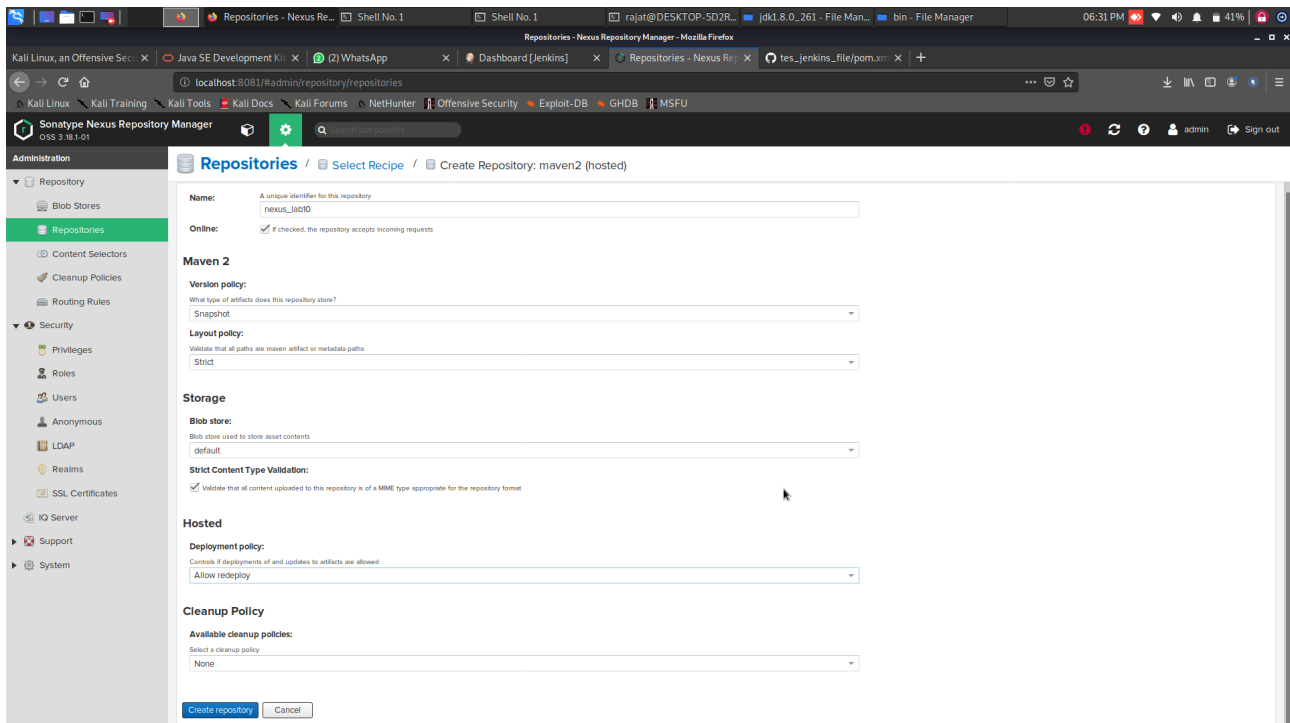 Repositories - Nexus Re...
Shell No. 1
Shell No. 1
rajat@DESKTOP-5D2R...
jdk1.8.0_261 - File Man...
bin - File Manager
06:31 PM
41%
Repositories - Nexus Repository Manager - Mozilla Firefox
Kali Linux, an Offensive Sec
Java SE Development Kit
(2) WhatsApp
Dashboard [Jenkins]
Repositories - Nexus Rep
tes_jenkins_file/pom.xm
localhost:8081/#admin/repository/repositories
Kali Linux
Kali Training
Kali Tools
Kali Docs
Kali Forums
NetHunter
Offensive Security
Exploit-DB
GHDB
MSFU
Sonatype Nexus Repository Manager
OSS 3.18.1-01
Search components
admin
Sign out
Administration
Repositories / Select Recipe / Create Repository: maven2 (hosted)
Repository
Blob Stores
Repositories
Content Selectors
Cleanup Policies
Routing Rules
Security
Privileges
Roles
Users
Anonymous
LDAP
Realms
SSL Certificates
IQ Server
Support
System
Name:
A unique identifier for this repository
nexus_lab10
Online:
If checked, the repository accepts incoming requests
Maven 2
Version policy:
What type of artifacts does this repository store?
Snapshot
Layout policy:
Validate that all paths are maven artifact or metadata paths
Strict
Storage
Blob store:
Blob store used to store asset contents
default
Strict Content Type Validation:
Validate that all content uploaded to this repository is of a MIME type appropriate for the repository format
Hosted
Deployment policy:
Controls if deployments of and updates to artifacts are allowed
Allow redeploy
Cleanup Policy
Available cleanup policies:
Select a cleanup policy
None
Create repository
Cancel